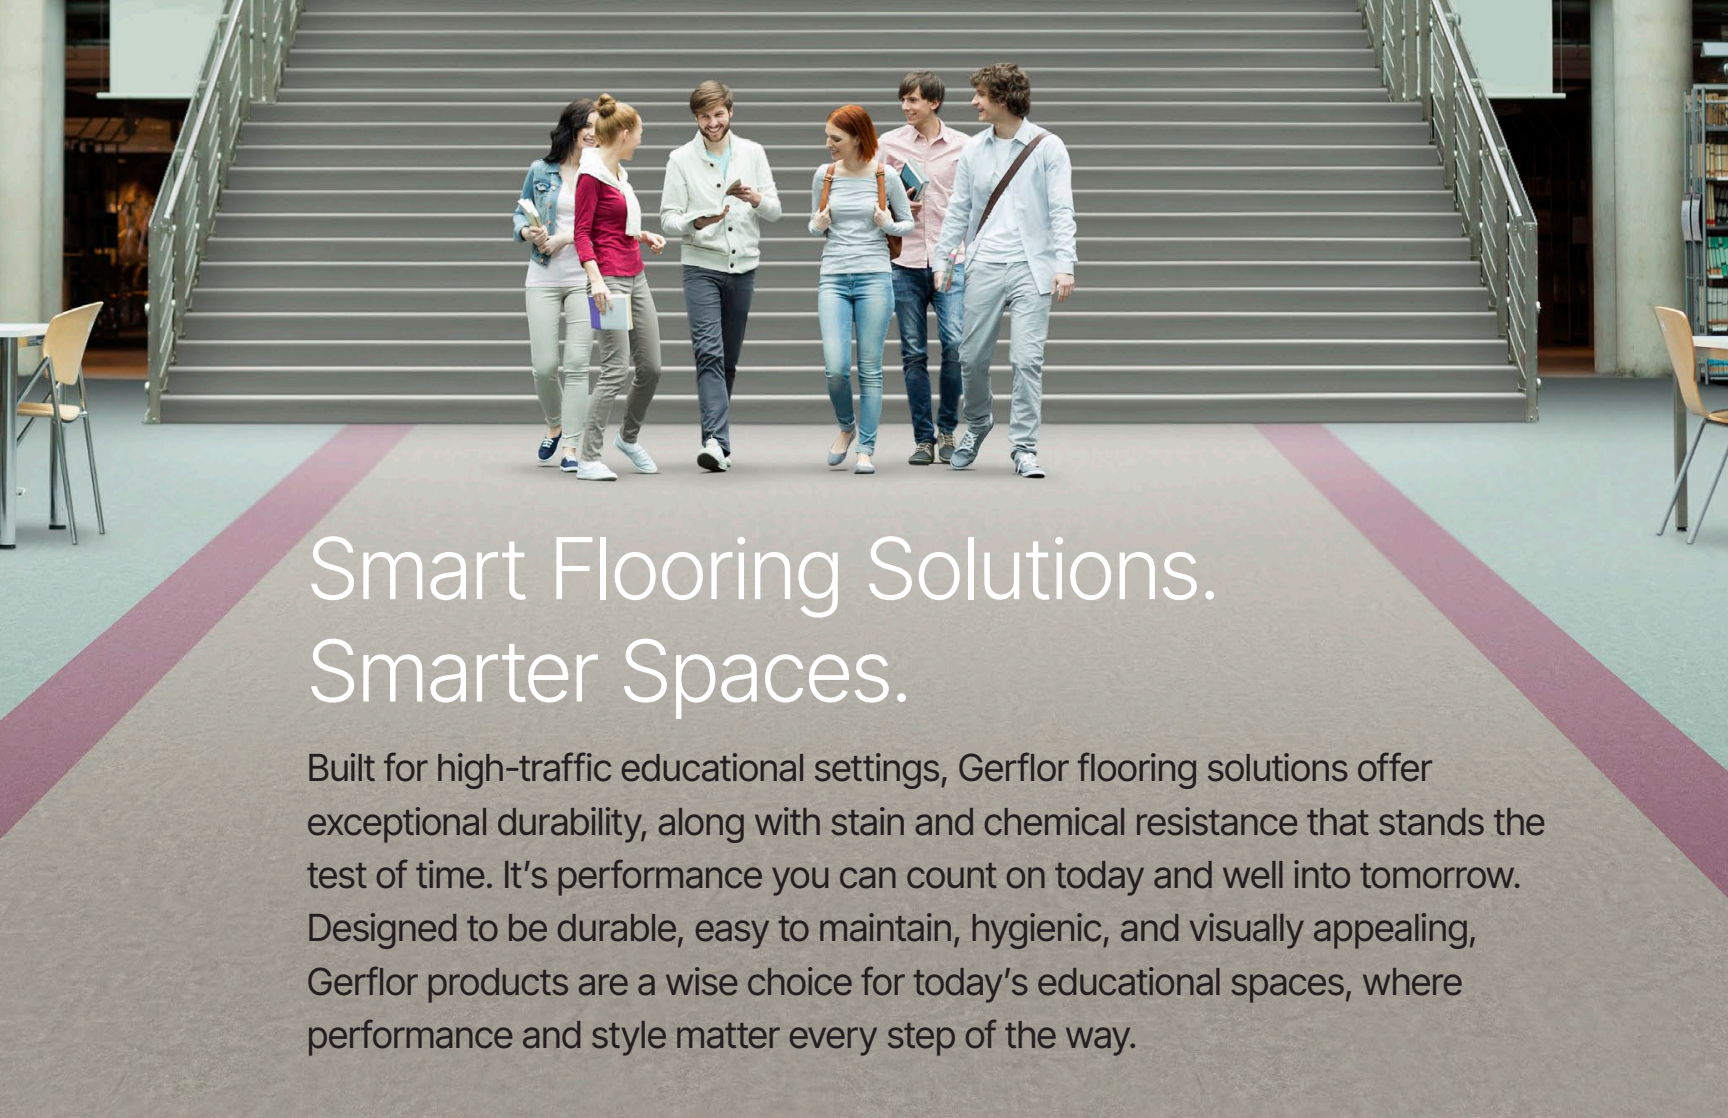 Smart Flooring Solutions.
Smarter Spaces.
Built for high-traffic educational settings, Gerflor flooring solutions offer
exceptional durability, along with stain and chemical resistance that stands the
test of time. It’s performance you can count on today and well into tomorrow.
Designed to be durable, easy to maintain, hygienic, and visually appealing,
Gerflor products are a wise choice for today’s educational spaces, where
performance and style matter every step of the way.